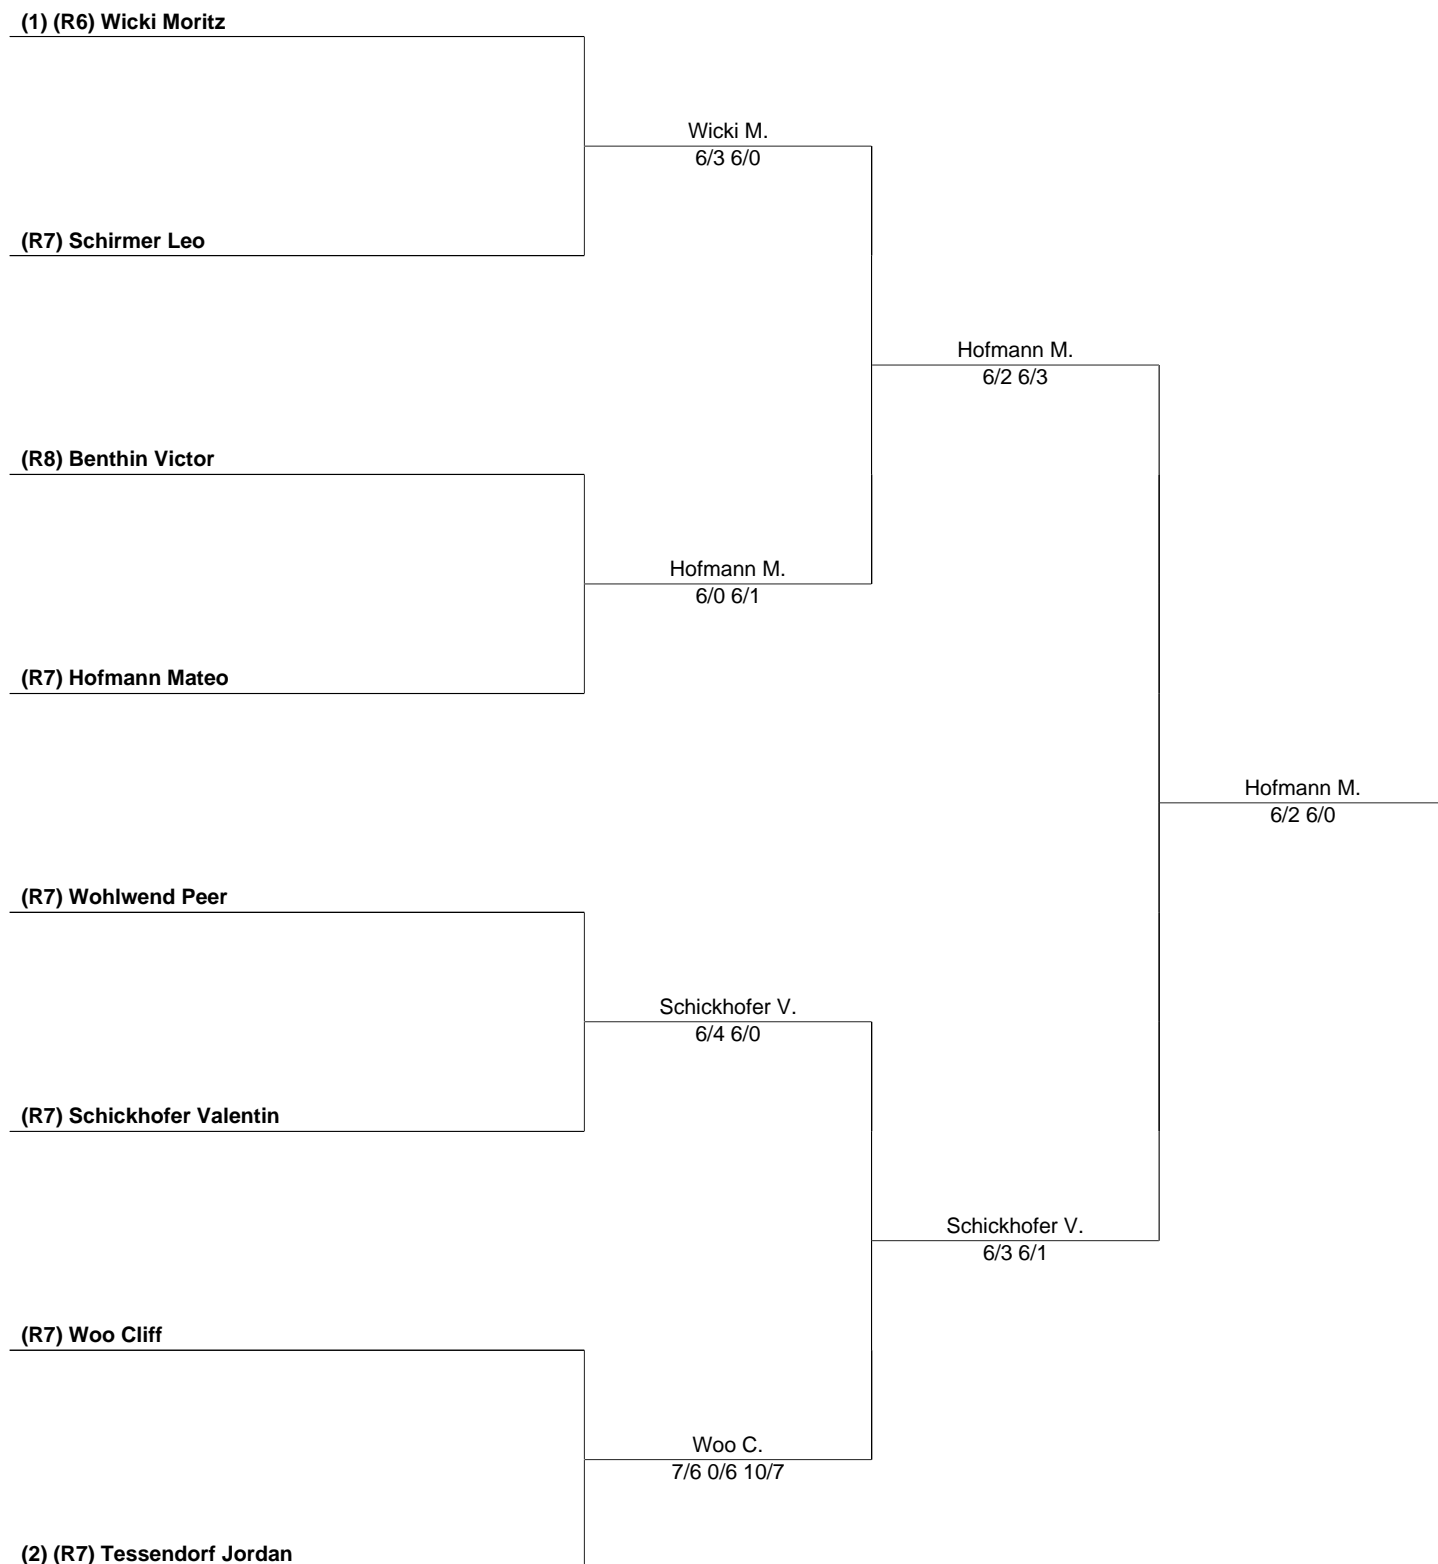 (1) (R6) Wicki Moritz
Wicki M.
6/3 6/0
(R7) Schirmer Leo
Hofmann M.
6/2 6/3
(R8) Benthin Victor
Hofmann M.
6/0 6/1
(R7) Hofmann Mateo
Hofmann M.
6/2 6/0
(R7) Wohlwend Peer
Schickhofer V.
6/4 6/0
(R7) Schickhofer Valentin
Schickhofer V.
6/3 6/1
(R7) Woo Cliff
Woo C.
7/6 0/6 10/7
(2) (R7) Tessendorf Jordan